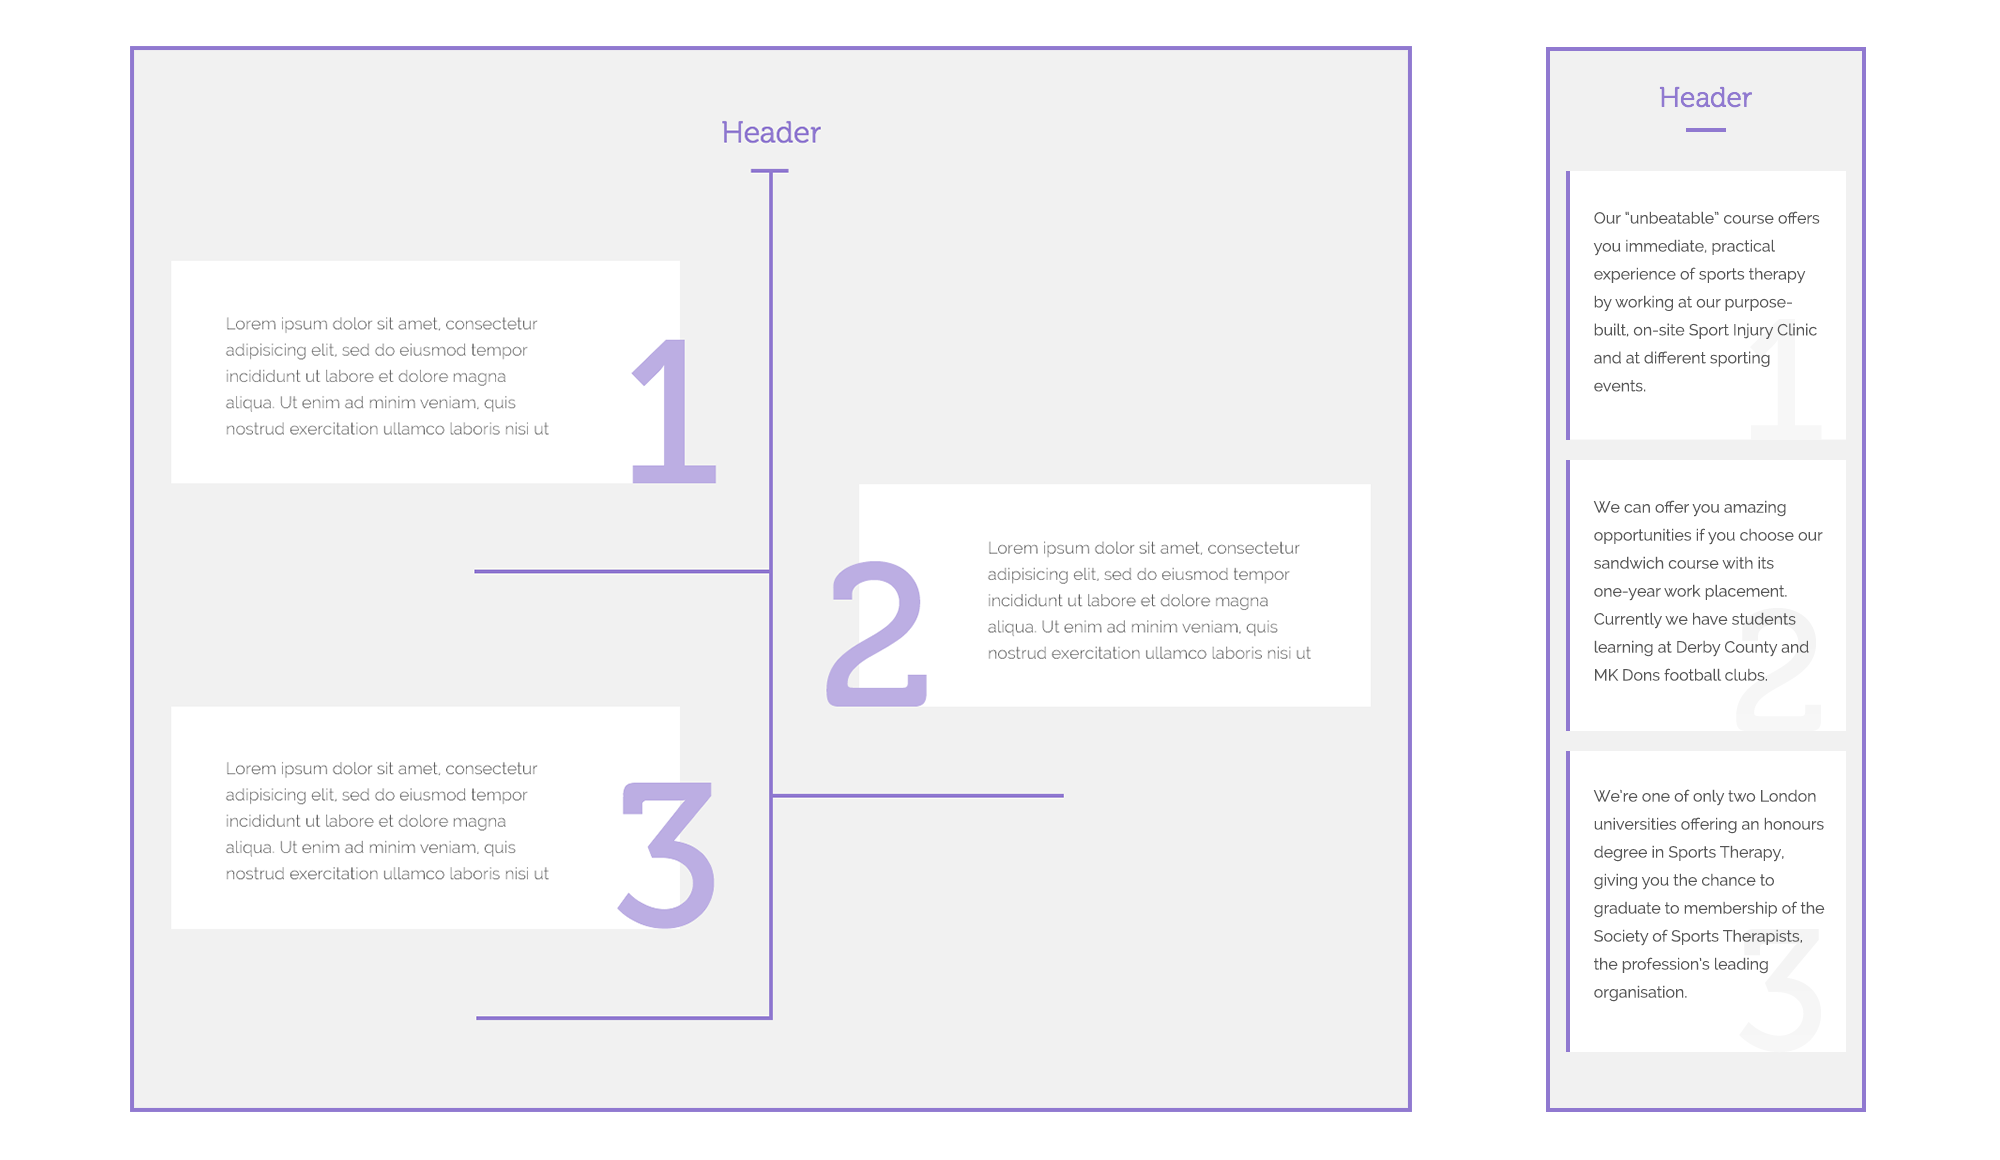 Header
Lorem ipsum dolor sit amet, consectetur
adipisicing elit, sed do eiusmod tempor
incididunt ut labore et dolore magna
aliqua. Ut enim ad minim veniam, quis
nostrud exercitation ullamco laboris nisi ut
1
Lorem ipsum dolor sit amet, consectetur
adipisicing elit, sed do eiusmod tempor
incididunt ut labore et dolore magna
aliqua. Ut enim ad minim veniam, quis
nostrud exercitation ullamco laboris nisi ut
2
Lorem ipsum dolor sit amet, consectetur
adipisicing elit, sed do eiusmod tempor
incididunt ut labore et dolore magna
aliqua. Ut enim ad minim veniam, quis
nostrud exercitation ullamco laboris nisi ut
3
Header
Our “unbeatable” course offers
you immediate, practical
experience of sports therapy
by working at our purpose-
built, on-site Sport Injury Clinic
and at different sporting
events.
1
We can offer you amazing
opportunities if you choose our
sandwich course with its
one-year work placement.
Currently we have students
learning at Derby County and
MK Dons football clubs.
2
We're one of only two London
universities offering an honours
degree in Sports Therapy,
giving you the chance to
graduate to membership of the
Society of Sports Therapists,
the profession's leading
organisation.
3